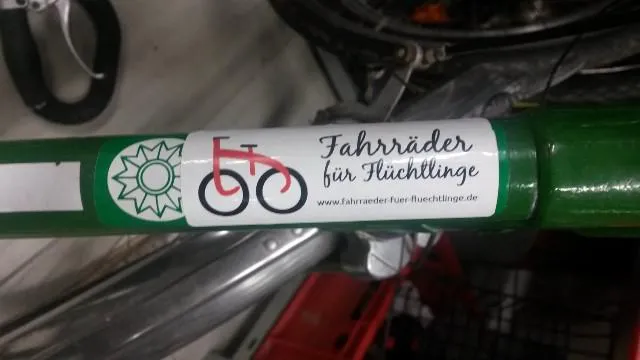 Fahrräder
für Flüchtlinge
www.fahrraeder-fuer-fluechtlinge.de